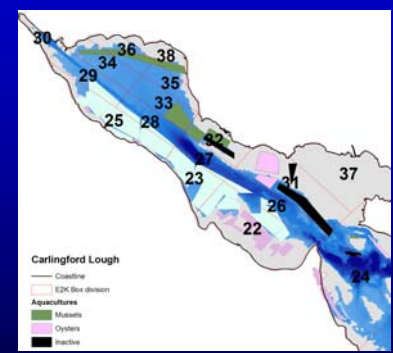 30
36
38
34
29
35
33
25
28
32
27
37
31
23
26
22
24
Carlingford Lough
Coastline
E2K Box division
Aquacultures
Mussels
Oysters
Inactive